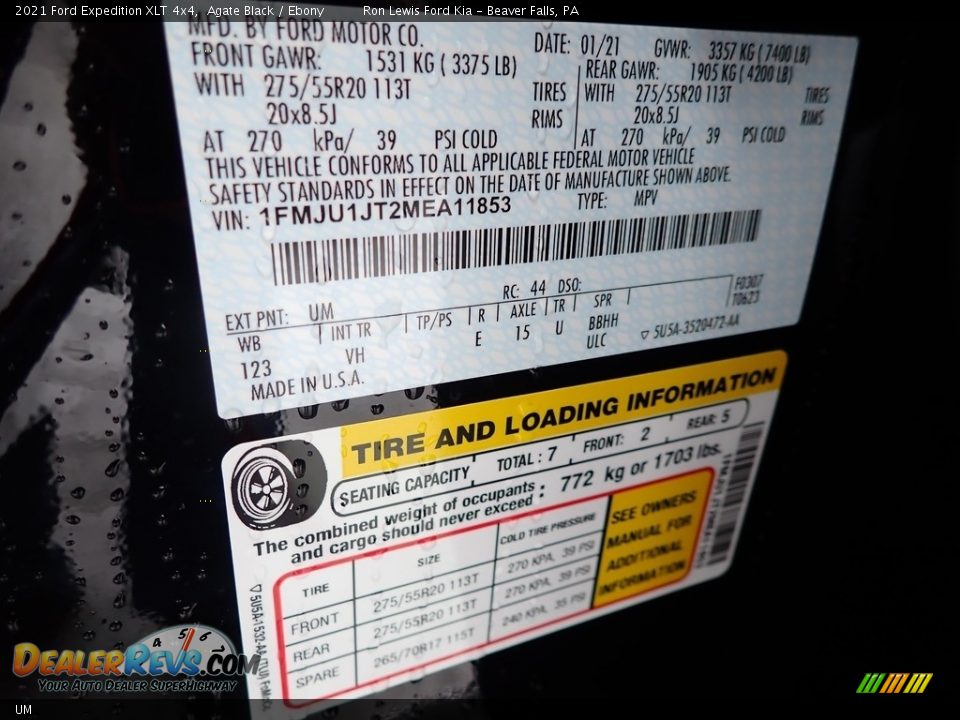 2021 Ford Expedition XLT 4x4, Agate Black / Ebony Ron Lewis Ford Kia - Beaver Falls, PA
MFD. BY FORD MOTOR CO.
DATE: 01/21 GVWR: 3357 KG ( 7400 LB)
FRONT GAWR: 1531 KG ( 3375 LB)
REAR GAWR: 1905 KG ( 4200 LB)
WITH 275/55R20 113T TIRES
WITH 275/55R20 113T TIRES
20x8.5J RIMS
20x8.5J RIMS
AT 270 kPa/ 39 PSI COLD
AT 270 kPa/ 39 PSI COLD
THIS VEHICLE CONFORMS TO ALL APPLICABLE FEDERAL MOTOR VEHICLE
SAFETY STANDARDS IN EFFECT ON THE DATE OF MANUFACTURE SHOWN ABOVE.
VIN: 1FMJU1JT2MEA11853 TYPE: MPV
F0307
T0623
EXT PNT: UM RC: 44 DSO:
WB INT TR TP/PS R AXLE TR SPR
123 VH E 15 U BBHH
ULC
▽ 5U5A-3520472-AA
MADE IN U.S.A.
TIRE AND LOADING INFORMATION
SEATING CAPACITY TOTAL : 7 FRONT: 2 REAR: 5
The combined weight of occupants
and cargo should never exceed : 772 kg or 1703 lbs.
TIRE SIZE COLD TIRE PRESSURE
FRONT 275/55R20 113T 270 KPA, 39 PSI
REAR 275/55R20 113T 270 KPA, 39 PSI
SPARE 265/70R17 115T 240 KPA, 35 PSI
SEE OWNERS
MANUAL FOR
ADDITIONAL
INFORMATION
DealerRevs.com
Your Auto Dealer SuperHighway
4 5 6
UM